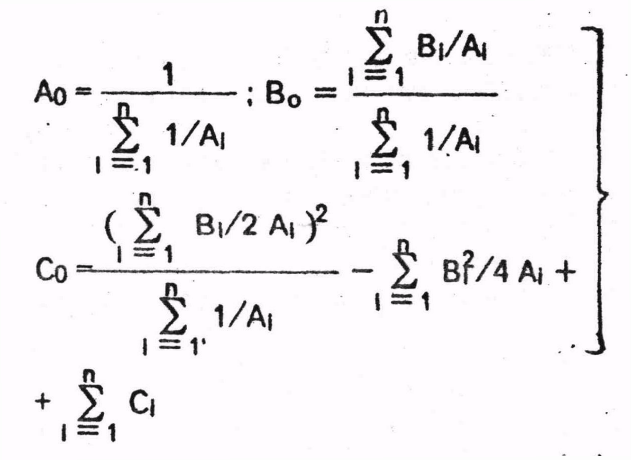 A₀ = 1 / ∑_{i≡1}^{n} 1/Aᵢ ; B₀ = ∑_{i≡1}^{n} Bᵢ/Aᵢ / ∑_{i≡1}^{n} 1/Aᵢ }
C₀ = (∑_{i≡1}^{n} Bᵢ/2 Aᵢ)² / ∑_{i≡1}^{n} 1/Aᵢ − ∑_{i≡1}^{n} Bᵢ²/4 Aᵢ +
+ ∑_{i≡1}^{n} Cᵢ